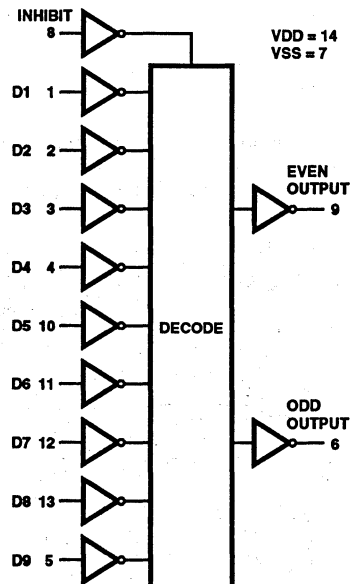 INHIBIT
8
VDD = 14
VSS = 7
D1 1
D2 2
D3 3
D4 4
D5 10
D6 11
D7 12
D8 13
D9 5
DECODE
EVEN
OUTPUT
9
ODD
OUTPUT
6